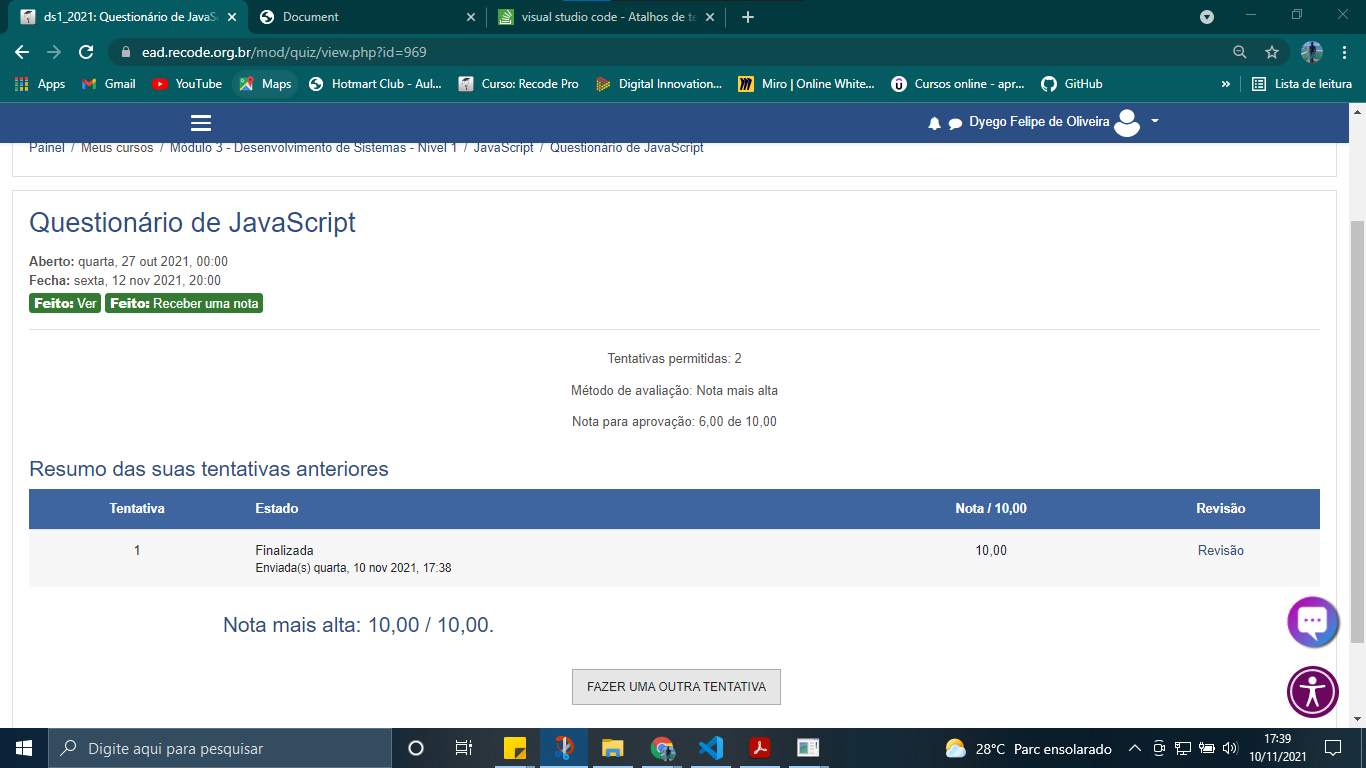 ds1_2021: Questionário de JavaS
Document
visual studio code - Atalhos de te
ead.recode.org.br/mod/quiz/view.php?id=969
Apps
Gmail
YouTube
Maps
Hotmart Club - Aul...
Curso: Recode Pro
Digital Innovation...
Miro | Online White...
Cursos online - apr...
GitHub
»
Lista de leitura
Dyego Felipe de Oliveira
Painel / Meus cursos / Módulo 3 - Desenvolvimento de Sistemas - Nível 1 / JavaScript / Questionário de JavaScript
Questionário de JavaScript
Aberto: quarta, 27 out 2021, 00:00
Fecha: sexta, 12 nov 2021, 20:00
Feito: Ver Feito: Receber uma nota
Tentativas permitidas: 2
Método de avaliação: Nota mais alta
Nota para aprovação: 6,00 de 10,00
Resumo das suas tentativas anteriores
Tentativa Estado Nota / 10,00 Revisão
1 Finalizada 10,00 Revisão
Enviada(s) quarta, 10 nov 2021, 17:38
Nota mais alta: 10,00 / 10,00.
FAZER UMA OUTRA TENTATIVA
Digite aqui para pesquisar
28°C Parc ensolarado
17:39
10/11/2021